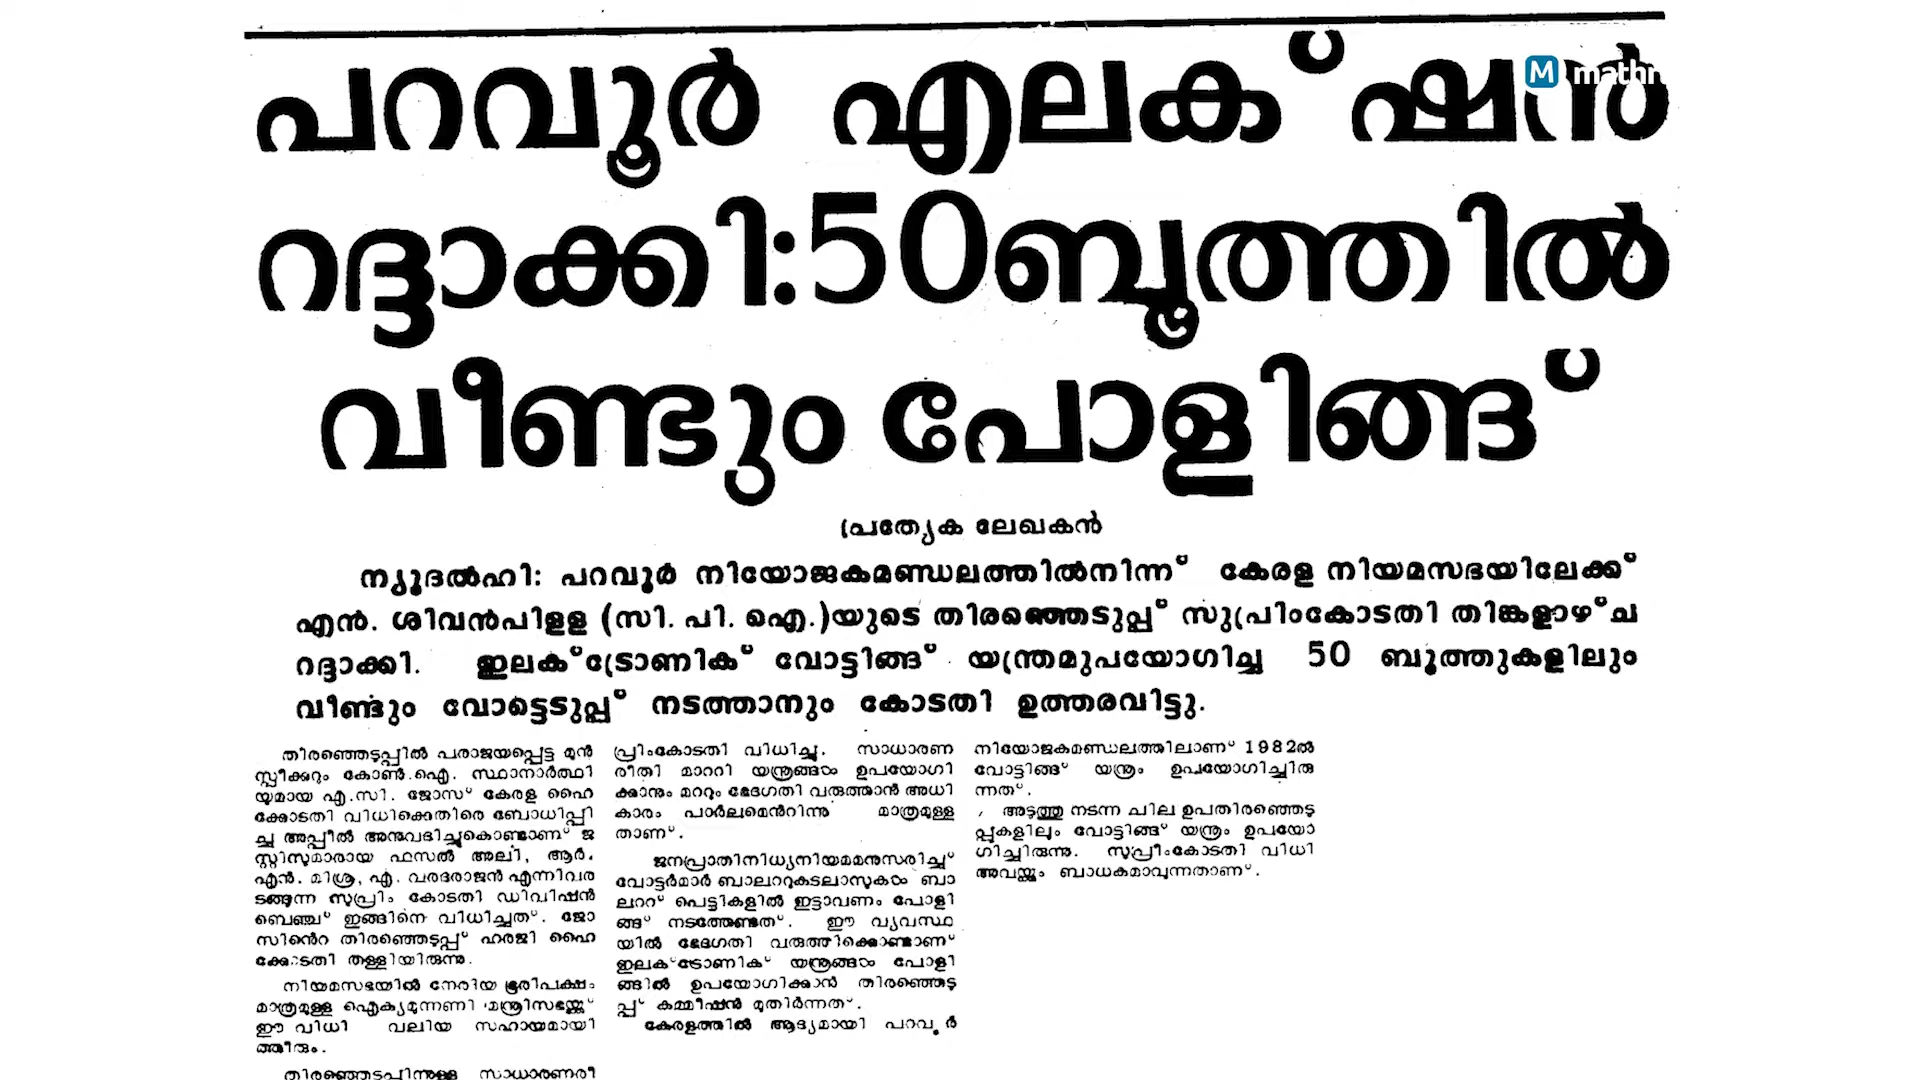 mathr
പറവൂർ എലക്ഷൻ
റദ്ദാക്കി:50ബൂത്തിൽ
വീണ്ടും പോളിങ്ങ്
പ്രത്യേക ലേഖകൻ
ന്യൂദൽഹി: പറവൂർ നിയോജകമണ്ഡലത്തിൽനിന്ന് കേരള നിയമസഭയിലേക്ക്
എൻ. ശിവൻപിളള (സി. പി. ഐ.)യുടെ തിരഞ്ഞെടുപ്പ് സുപ്രിംകോടതി തിങ്കളാഴ്ച
റദ്ദാക്കി. ഇലക്ട്രോണിക് വോട്ടിങ്ങ് യന്ത്രമുപയോഗിച്ച 50 ബൂത്തുകളിലും
വീണ്ടും വോട്ടെടുപ്പ് നടത്താനും കോടതി ഉത്തരവിട്ടു.
തിരഞ്ഞെടുപ്പിൽ പരാജയപ്പെട്ട മുൻ
സ്പീക്കറും കോൺ.ഐ. സ്ഥാനാർത്ഥി
യുമായ എ.സി. ജോസ് കേരള ഹൈ
ക്കോടതി വിധിക്കെതിരെ ബോധിപ്പി
ച്ച അപ്പീൽ അനുവദിച്ചുകൊണ്ടാണ് ജ
സ്റ്റിസുമാരായ ഫസൽ അലി, ആർ.
എൻ. മിശ്ര, എ. വരദരാജൻ എന്നിവര
ടങ്ങുന്ന സുപ്രിം കോടതി ഡിവിഷൻ
ബെഞ്ച് ഇങ്ങിനെ വിധിച്ചത്. ജോ
സിൻെറ തിരഞ്ഞെടുപ്പ് ഹരജി ഹൈ
ക്കോടതി തള്ളിയിരുന്നു.
നിയമസഭയിൽ നേരിയ ഭൂരിപക്ഷം
മാത്രമുള്ള ഐക്യമുന്നണി മന്ത്രിസഭയ്ക്ക്
ഈ വിധി വലിയ സഹായമായി
ത്തീരും.
തിരഞ്ഞെടുപ്പിന്നുള്ള സാധാരണരീ
പ്രിംകോടതി വിധിച്ചു. സാധാരണ
രീതി മാററി യന്ത്രങ്ങൾ ഉപയോഗി
ക്കാനും മററും ഭേദഗതി വരുത്താൻ അധി
കാരം പാർലമെൻറിന്നു മാത്രമുള്ള
താണ്.
ജനപ്രാതിനിധ്യനിയമമനുസരിച്ച്
വോട്ടർമാർ ബാലററുകടലാസുകൾ ബാ
ലററ് പെട്ടികളിൽ ഇട്ടാവണം പോളി
ങ്ങ് നടത്തേണ്ടത്. ഈ വ്യവസ്ഥ
യിൽ ഭേദഗതി വരുത്തിക്കൊണ്ടാണ്
ഇലക്ട്രോണിക് യന്ത്രങ്ങൾ പോളി
ങ്ങിൽ ഉപയോഗിക്കാൻ തിരഞ്ഞെടു
പ്പ് കമ്മീഷൻ മുതിർന്നത്.
കേരളത്തിൽ ആദ്യമായി പറവൂർ
നിയോജകമണ്ഡലത്തിലാണ് 1982ൽ
വോട്ടിങ്ങ് യന്ത്രം ഉപയോഗിച്ചിരു
ന്നത്.
അടുത്തു നടന്ന ചില ഉപതിരഞ്ഞെടു
പ്പുകളിലും വോട്ടിങ്ങ് യന്ത്രം ഉപയോ
ഗിച്ചിരുന്നു. സുപ്രീംകോടതി വിധി
അവയ്ക്കും ബാധകമാവുന്നതാണ്.